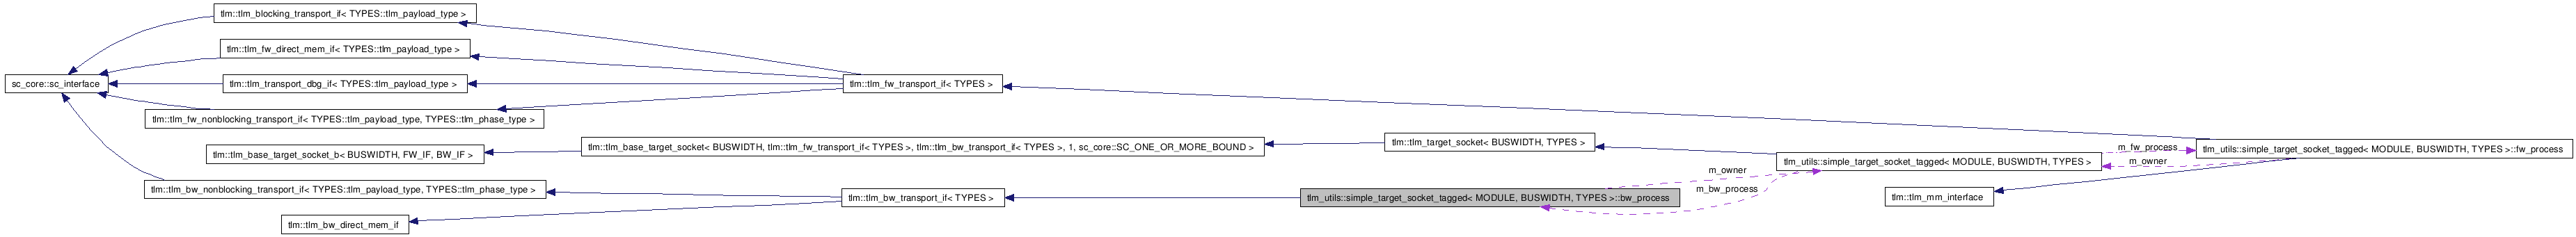 tlm::tlm_blocking_transport_if< TYPES::tlm_payload_type >
tlm::tlm_fw_direct_mem_if< TYPES::tlm_payload_type >
sc_core::sc_interface
tlm::tlm_transport_dbg_if< TYPES::tlm_payload_type >
tlm::tlm_fw_transport_if< TYPES >
tlm::tlm_fw_nonblocking_transport_if< TYPES::tlm_payload_type, TYPES::tlm_phase_type >
tlm::tlm_base_target_socket_b< BUSWIDTH, FW_IF, BW_IF >
tlm::tlm_base_target_socket< BUSWIDTH, tlm::tlm_fw_transport_if< TYPES >, tlm::tlm_bw_transport_if< TYPES >, 1, sc_core::SC_ONE_OR_MORE_BOUND >
tlm::tlm_target_socket< BUSWIDTH, TYPES >
m_fw_process
tlm_utils::simple_target_socket_tagged< MODULE, BUSWIDTH, TYPES >::fw_process
tlm_utils::simple_target_socket_tagged< MODULE, BUSWIDTH, TYPES >
m_owner
m_owner
tlm::tlm_bw_nonblocking_transport_if< TYPES::tlm_payload_type, TYPES::tlm_phase_type >
m_bw_process
tlm::tlm_bw_transport_if< TYPES >
tlm_utils::simple_target_socket_tagged< MODULE, BUSWIDTH, TYPES >::bw_process
tlm::tlm_mm_interface
tlm::tlm_bw_direct_mem_if